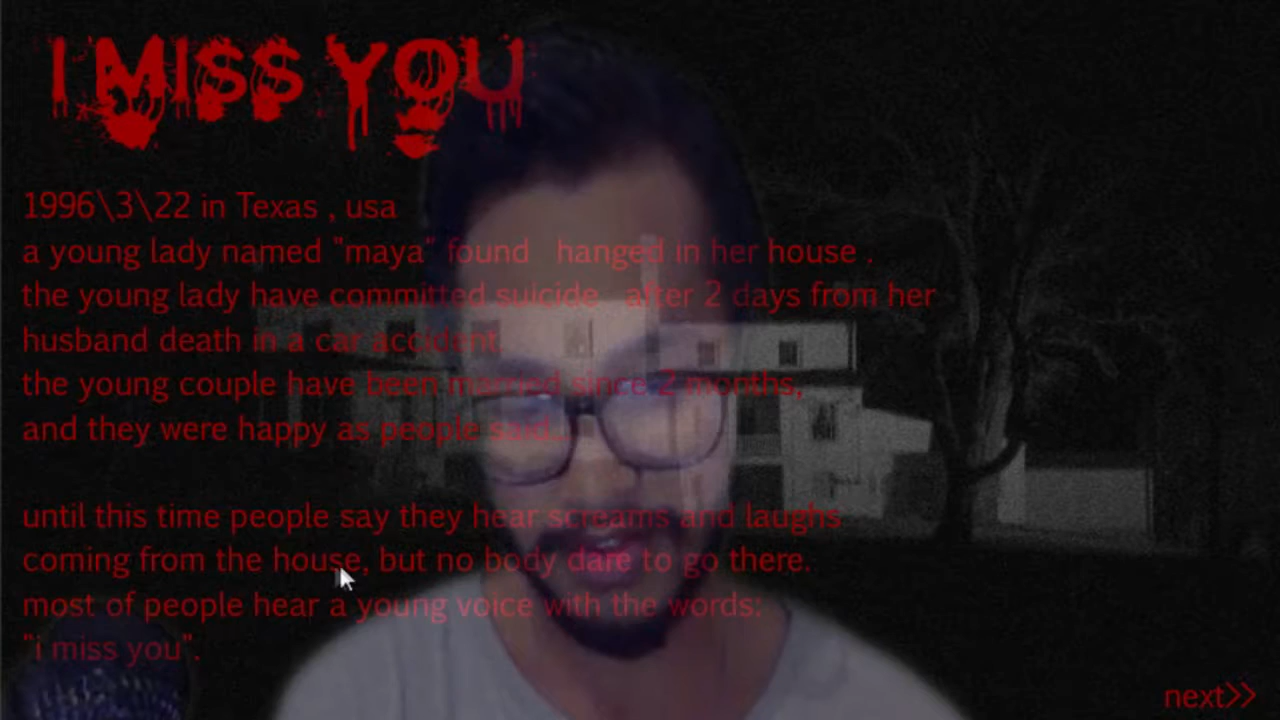 I MISS YOU
1996\3\22 in Texas , usa
a young lady named "maya" found hanged in her house .
the young lady have committed suicide after 2 days from her
husband death in a car accident.
the young couple have been married since 2 months,
and they were happy as people said...
until this time people say they hear screams and laughs
coming from the house, but no body dare to go there.
most of people hear a young voice with the words:
"i miss you".
next>>